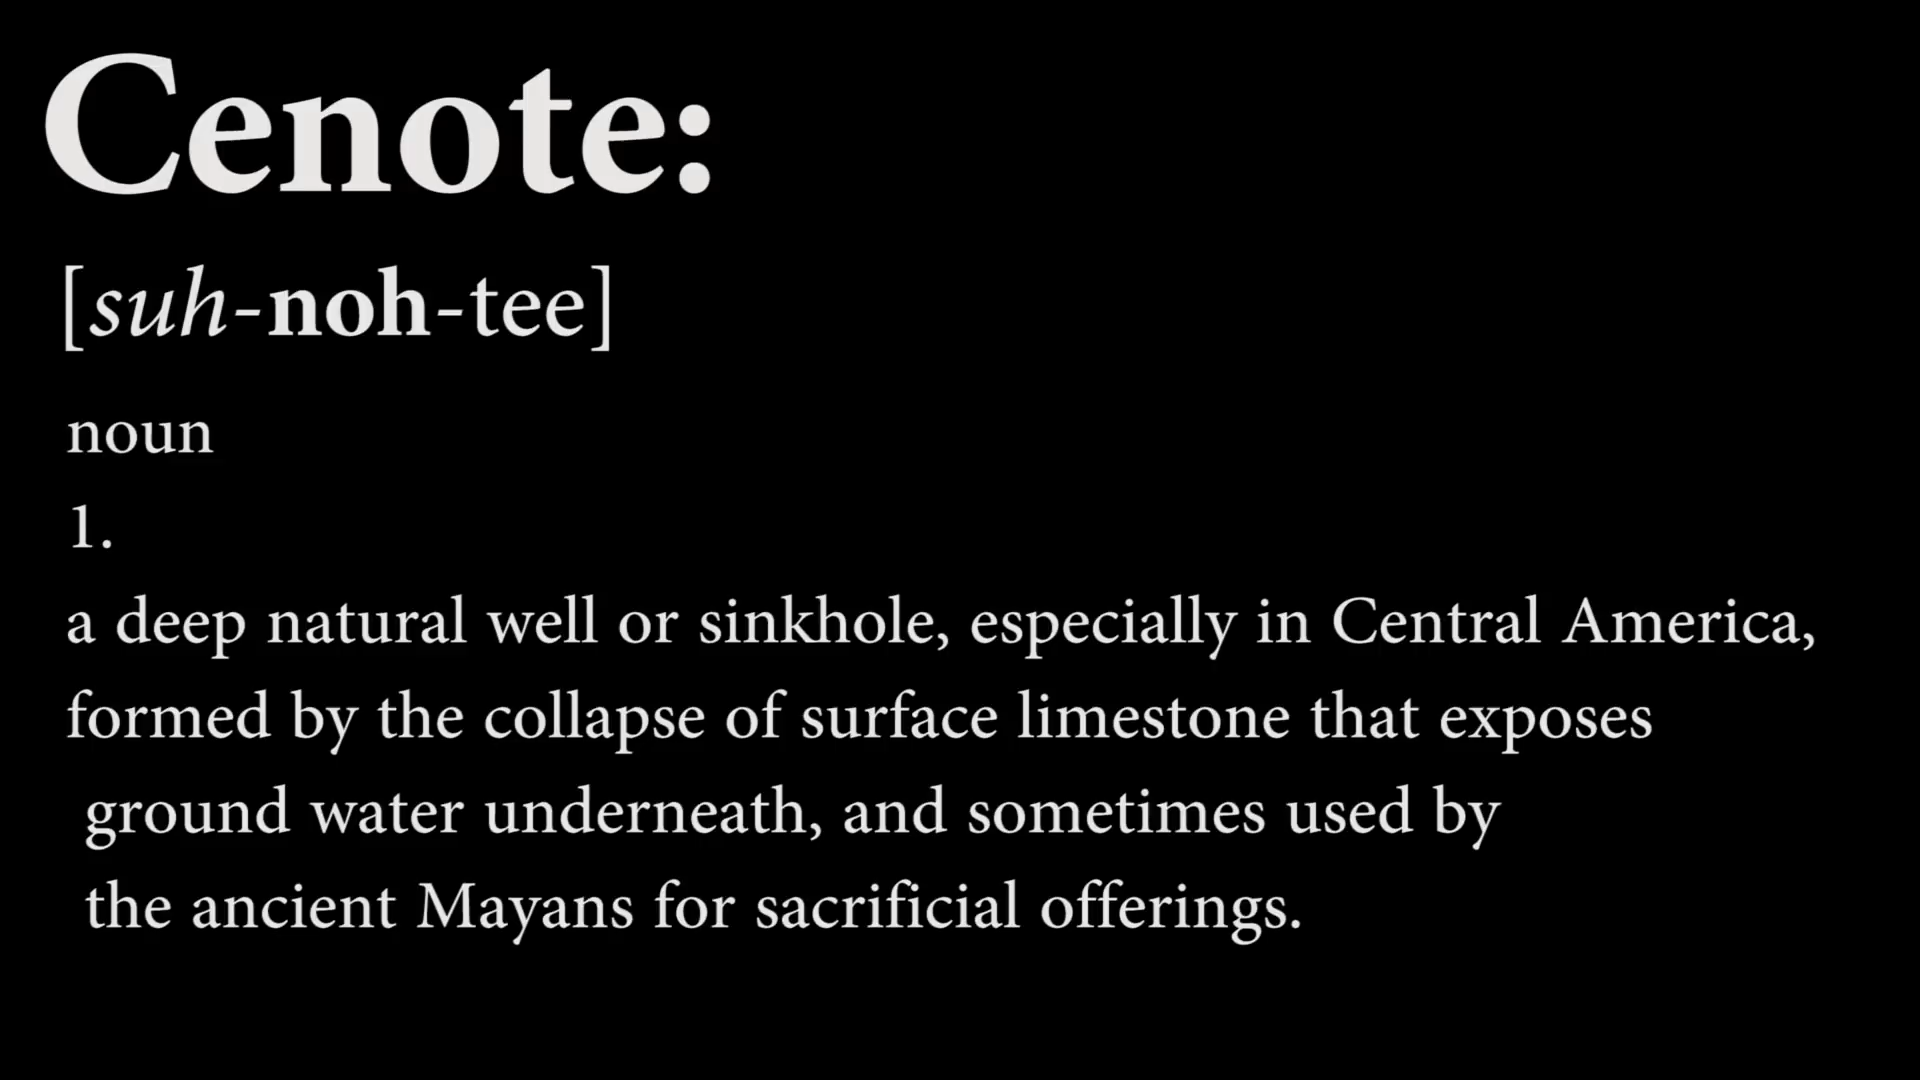 Cenote:
[suh-noh-tee]
noun
1.
a deep natural well or sinkhole, especially in Central America,
formed by the collapse of surface limestone that exposes
ground water underneath, and sometimes used by
the ancient Mayans for sacrificial offerings.